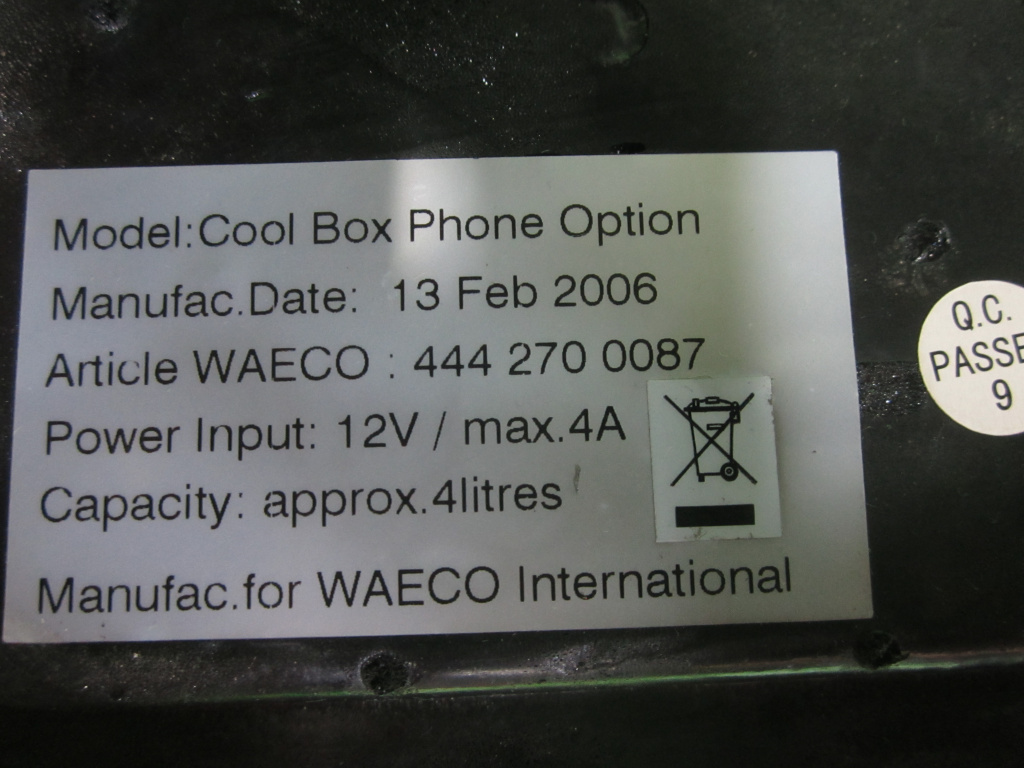 Model:Cool Box Phone Option
Manufac.Date: 13 Feb 2006
Article WAECO : 444 270 0087
Power Input: 12V / max.4A
Capacity: approx.4litres
Manufac.for WAECO International
Q.C.
PASSE
9